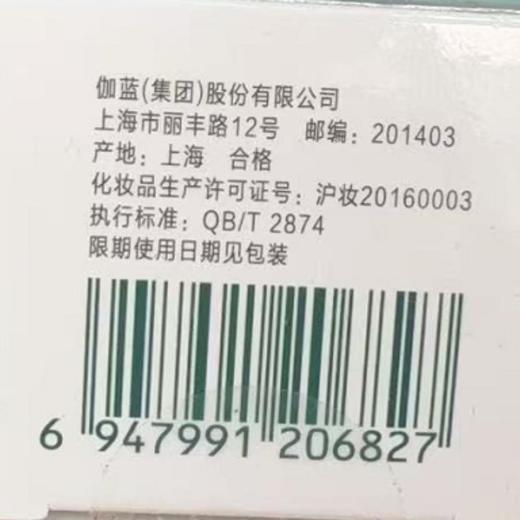 伽蓝(集团)股份有限公司
上海市丽丰路12号 邮编: 201403
产地: 上海 合格
化妆品生产许可证号: 沪妆20160003
执行标准: QB/T 2874
限期使用日期见包装
6 947991 206827